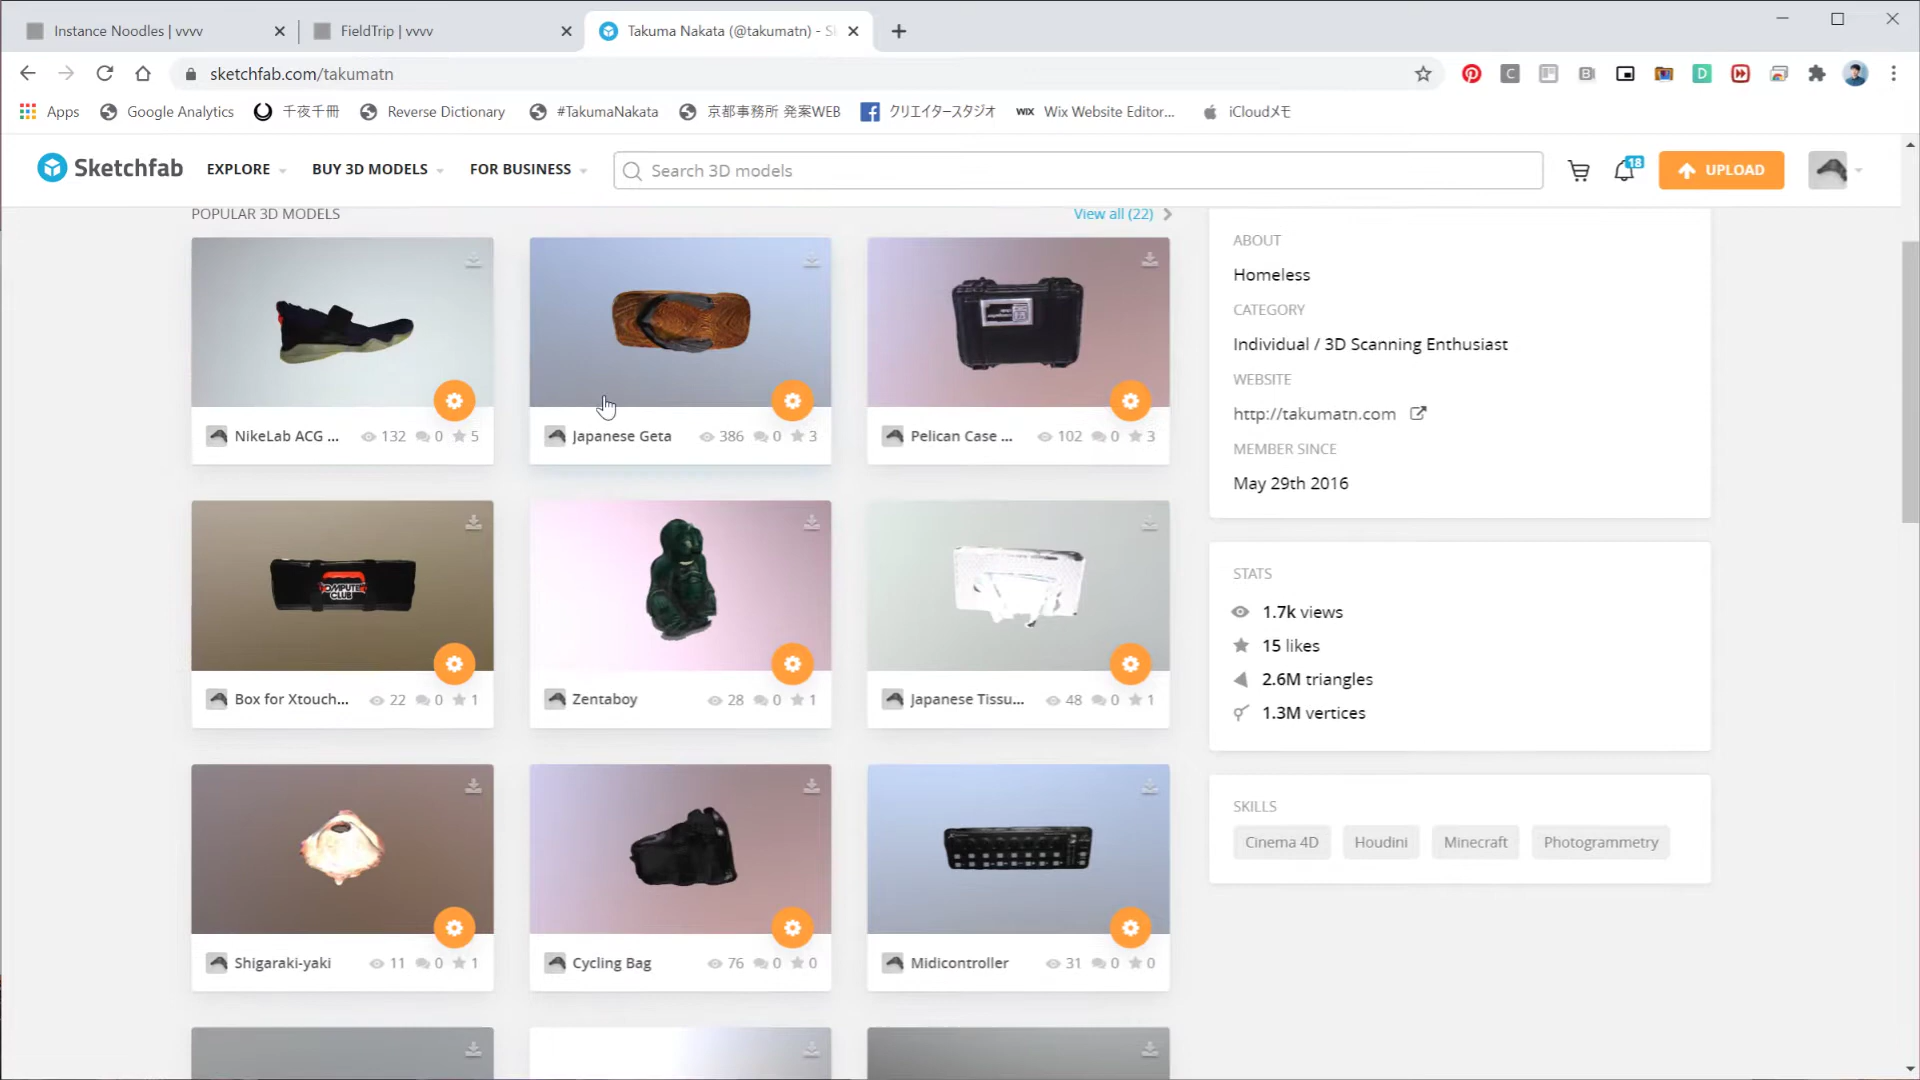 Instance Noodles | vvvv
FieldTrip | vvvv
Takuma Nakata (@takumatn) - Sk
sketchfab.com/takumatn
Apps
Google Analytics
千夜千冊
Reverse Dictionary
#TakumaNakata
京都事務所 発案WEB
クリエイタースタジオ
WIX Wix Website Editor...
iCloudメモ
Sketchfab
EXPLORE
BUY 3D MODELS
FOR BUSINESS
Search 3D models
18
UPLOAD
POPULAR 3D MODELS
View all (22)
NikeLab ACG ... 132 0 5
Japanese Geta 386 0 3
Pelican Case ... 102 0 3
COMPUTER
CLUB
Box for Xtouch... 22 0 1
Zentaboy 28 0 1
Japanese Tissu... 48 0 1
Shigaraki-yaki 11 0 1
Cycling Bag 76 0 0
Midicontroller 31 0 0
ABOUT
Homeless
CATEGORY
Individual / 3D Scanning Enthusiast
WEBSITE
http://takumatn.com
MEMBER SINCE
May 29th 2016
STATS
1.7k views
15 likes
2.6M triangles
1.3M vertices
SKILLS
Cinema 4D
Houdini
Minecraft
Photogrammetry